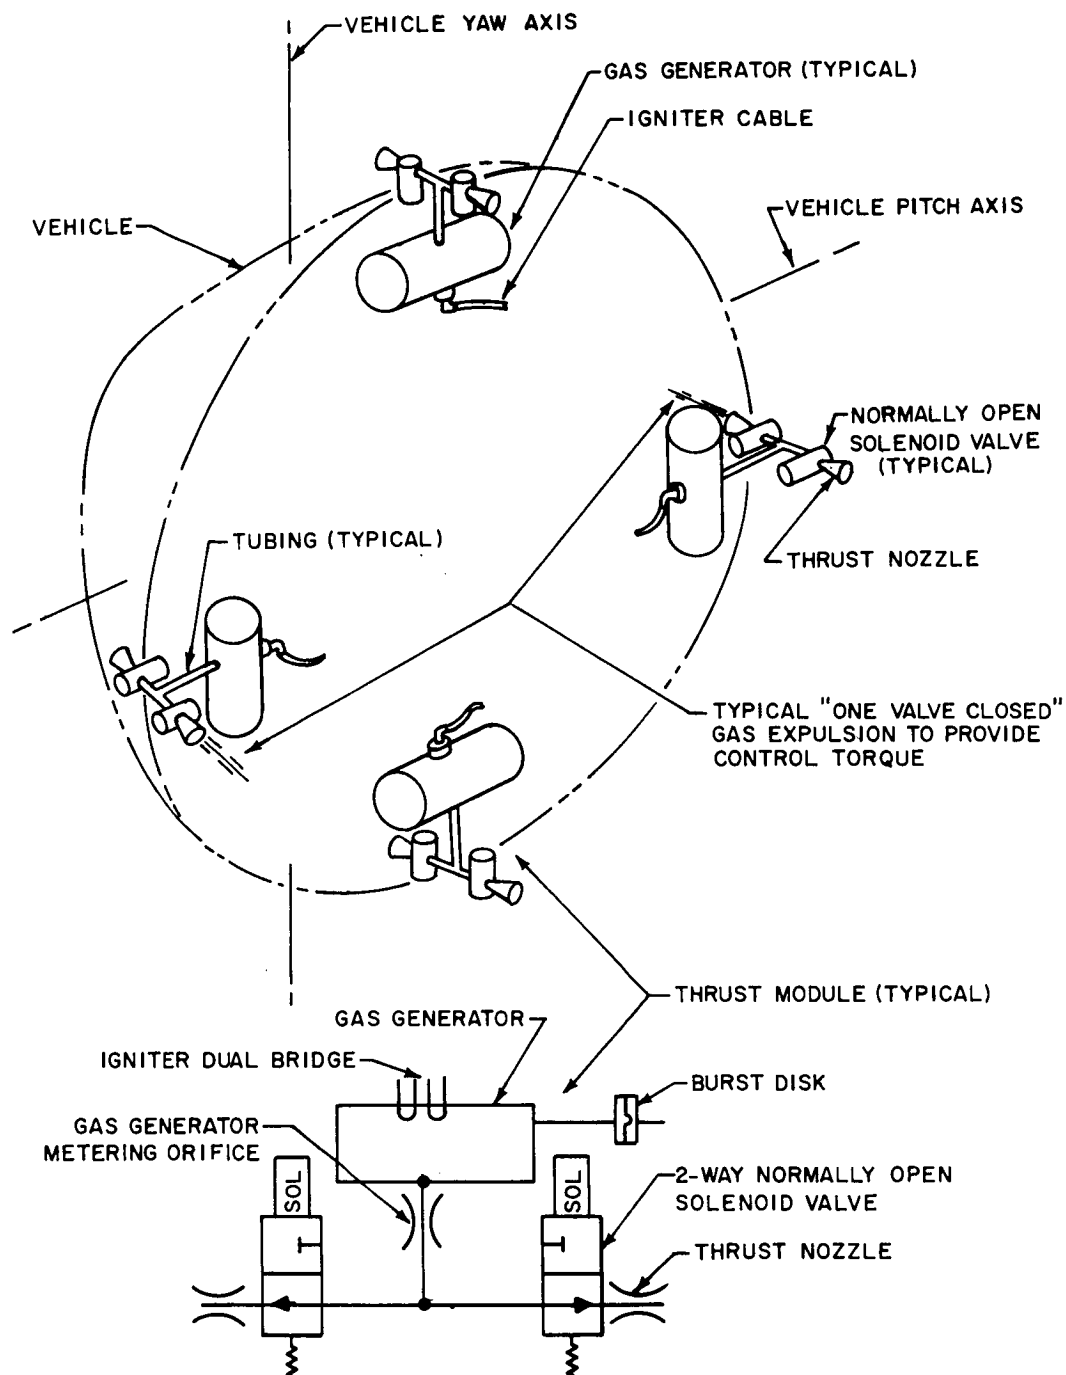 VEHICLE YAW AXIS
GAS GENERATOR (TYPICAL)
IGNITER CABLE
VEHICLE PITCH AXIS
VEHICLE
NORMALLY OPEN
SOLENOID VALVE
(TYPICAL)
TUBING (TYPICAL)
THRUST NOZZLE
TYPICAL "ONE VALVE CLOSED"
GAS EXPULSION TO PROVIDE
CONTROL TORQUE
THRUST MODULE (TYPICAL)
GAS GENERATOR
IGNITER DUAL BRIDGE
BURST DISK
GAS GENERATOR
METERING ORIFICE
2-WAY NORMALLY OPEN
SOLENOID VALVE
SOL
SOL
THRUST NOZZLE